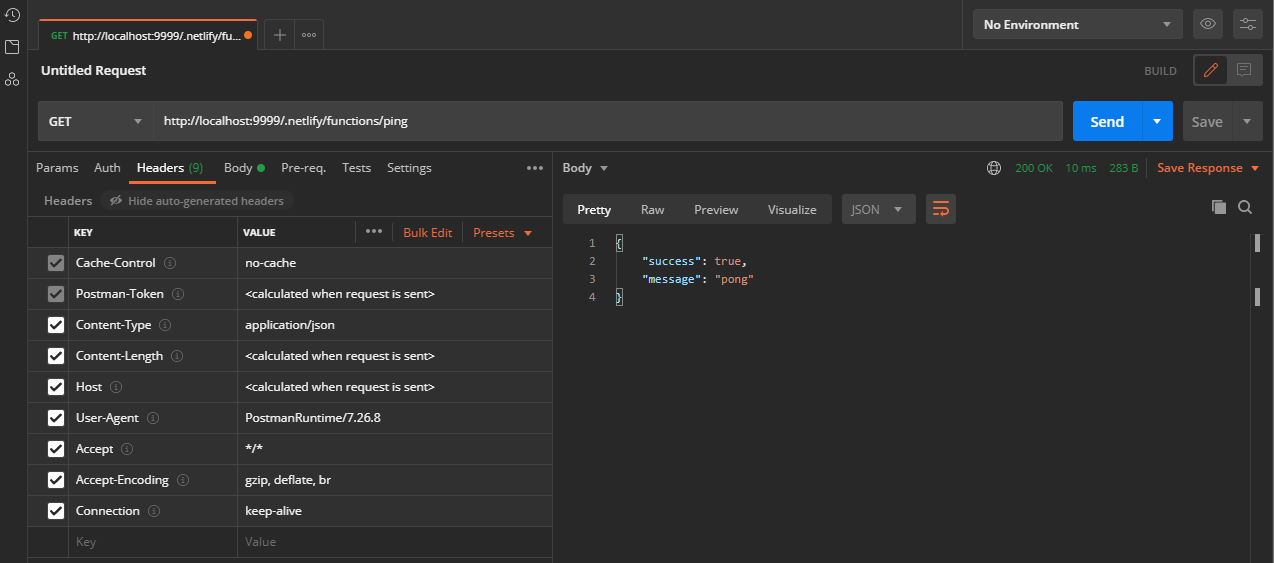 GET http://localhost:9999/.netlify/fu...
No Environment
Untitled Request
BUILD
GET http://localhost:9999/.netlify/functions/ping
Send Save
Params Auth Headers (9) Body Pre-req. Tests Settings
Body 200 OK 10 ms 283 B Save Response
Headers Hide auto-generated headers
Pretty Raw Preview Visualize JSON
KEY VALUE Bulk Edit Presets
Cache-Control no-cache
Postman-Token <calculated when request is sent>
Content-Type application/json
Content-Length <calculated when request is sent>
Host <calculated when request is sent>
User-Agent PostmanRuntime/7.26.8
Accept */*
Accept-Encoding gzip, deflate, br
Connection keep-alive
Key Value
1 {
2 "success": true,
3 "message": "pong"
4 }